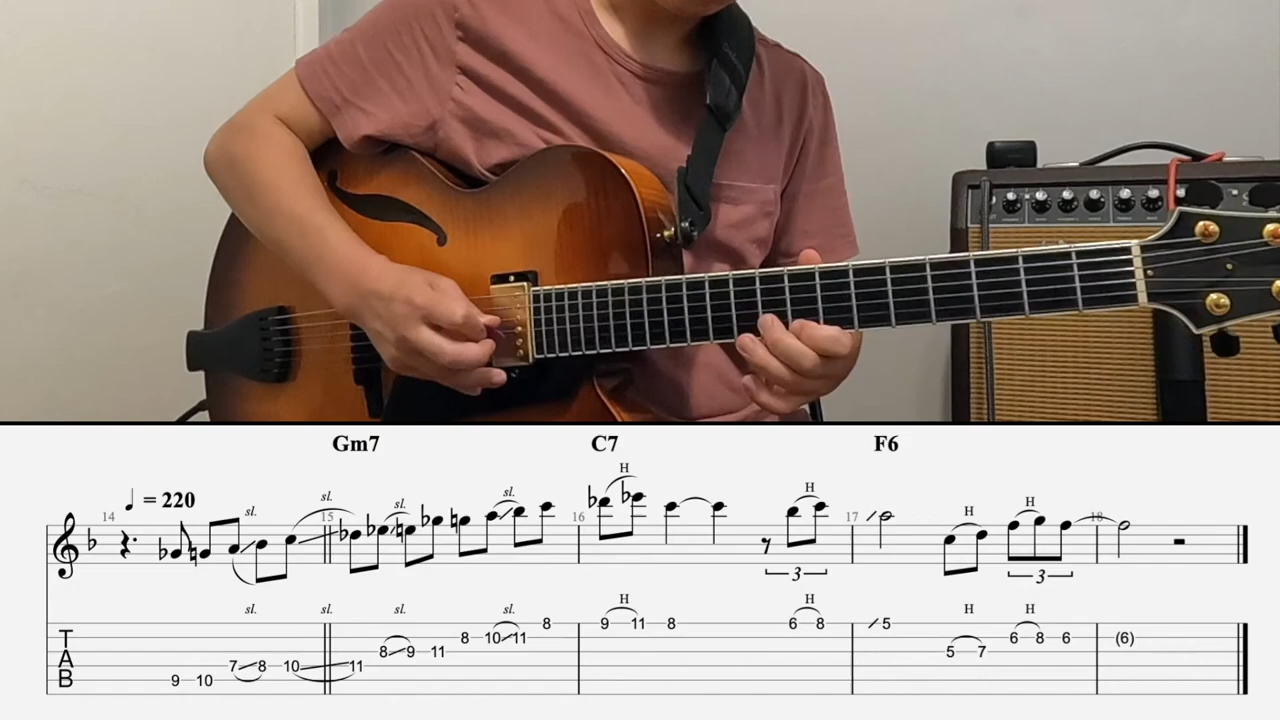 Gm7 C7 F6
♩ = 220
H
sl. sl. sl. sl. H H H
14 15 16 17 18
3 3
sl. sl. sl. sl. H H H H
9 11 8 6 8 5
8 10 11 8 6 8 6 (6)
8 9 11 5 7
7 8 10 11
9 10
T
A
B